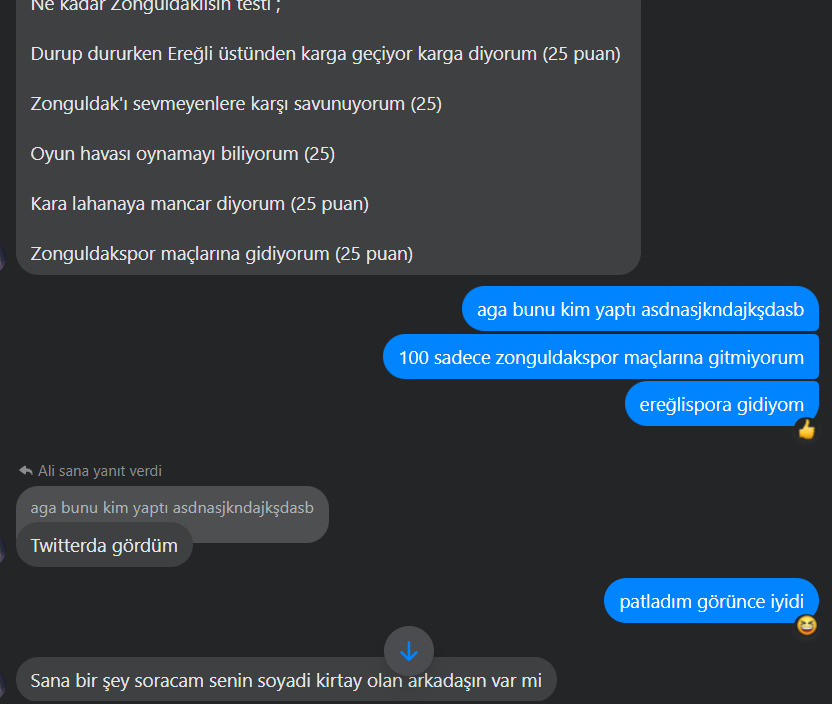 Ne kadar Zonguldaklısın testi ;
Durup dururken Ereğli üstünden karga geçiyor karga diyorum (25 puan)
Zonguldak'ı sevmeyenlere karşı savunuyorum (25)
Oyun havası oynamayı biliyorum (25)
Kara lahanaya mancar diyorum (25 puan)
Zonguldakspor maçlarına gidiyorum (25 puan)
aga bunu kim yaptı asdnasjkndajkşdasb
100 sadece zonguldakspor maçlarına gitmiyorum
ereğlispora gidiyom
Ali sana yanıt verdi
aga bunu kim yaptı asdnasjkndajkşdasb
Twitterda gördüm
patladım görünce iyidi
Sana bir şey soracam senin soyadi kirtay olan arkadaşın var mi